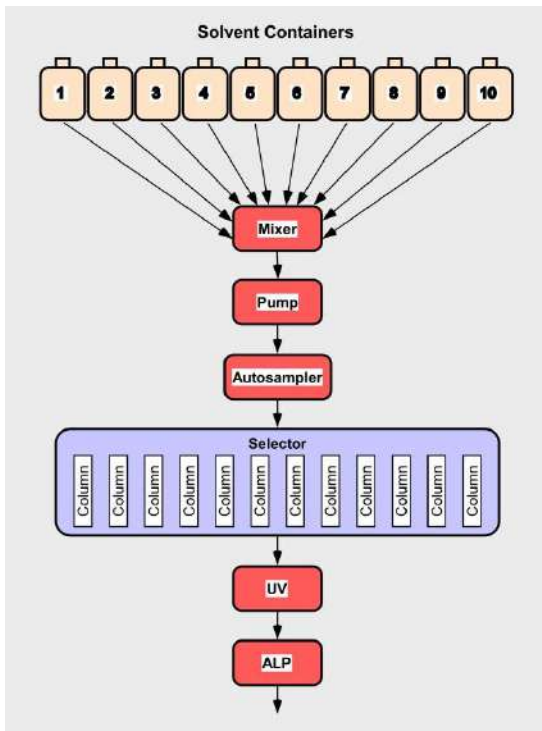 Solvent Containers
1 2 3 4 5 6 7 8 9 10
Mixer
Pump
Autosampler
Selector
Column Column Column Column Column Column Column Column Column Column Column Column
UV
ALP